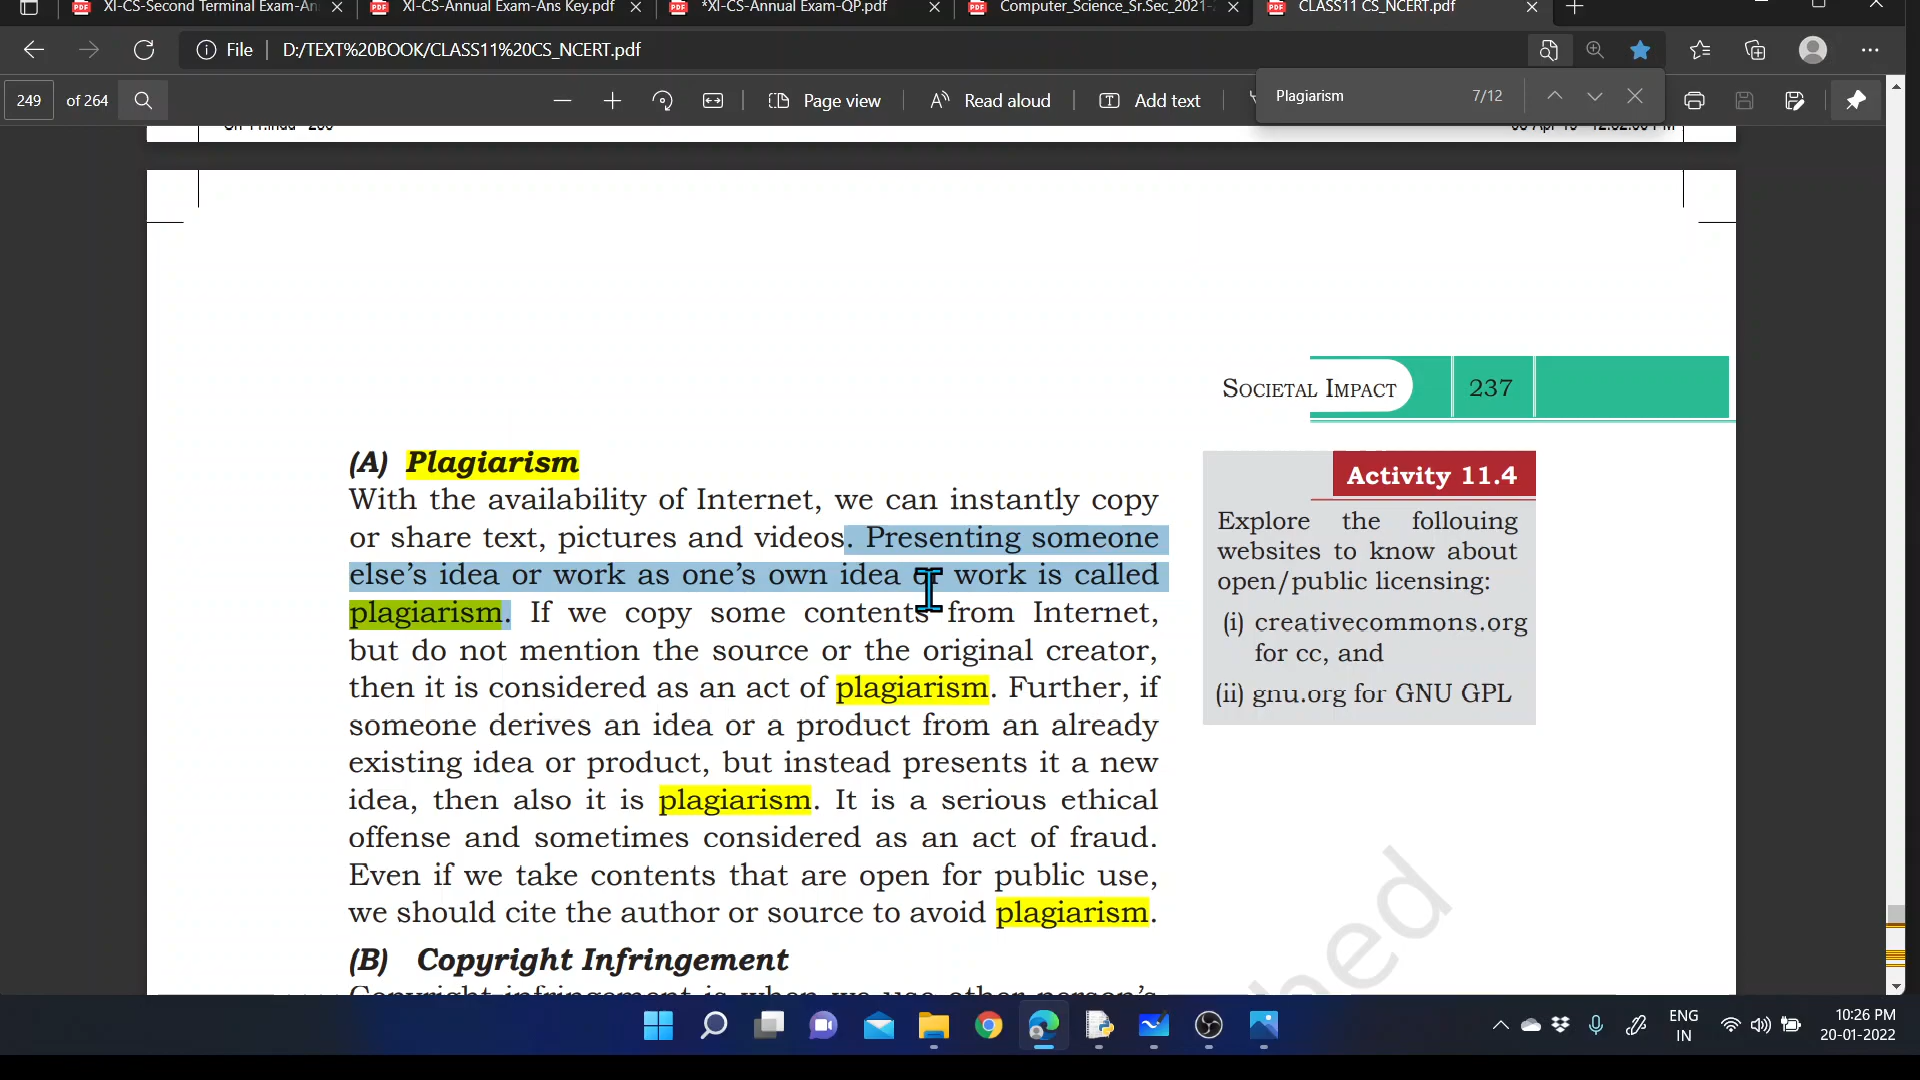 XI-CS-Second Terminal Exam-An
XI-CS-Annual Exam-Ans Key.pdf
*XI-CS-Annual Exam-QP.pdf
Computer_Science_Sr.Sec_2021-
CLASS11 CS_NCERT.pdf
File
D:/TEXT%20BOOK/CLASS11%20CS_NCERT.pdf
249 of 264
Page view
Read aloud
Add text
Plagiarism 7/12
SOCIETAL IMPACT 237
(A) Plagiarism
With the availability of Internet, we can instantly copy
or share text, pictures and videos. Presenting someone
else's idea or work as one's own idea or work is called
plagiarism. If we copy some contents from Internet,
but do not mention the source or the original creator,
then it is considered as an act of plagiarism. Further, if
someone derives an idea or a product from an already
existing idea or product, but instead presents it a new
idea, then also it is plagiarism. It is a serious ethical
offense and sometimes considered as an act of fraud.
Even if we take contents that are open for public use,
we should cite the author or source to avoid plagiarism.
(B) Copyright Infringement
Copyright infringement is when we use other person's
Activity 11.4
Explore the follouing
websites to know about
open/public licensing:
(i) creativecommons.org
for cc, and
(ii) gnu.org for GNU GPL
hed
ENG
IN
10:26 PM
20-01-2022